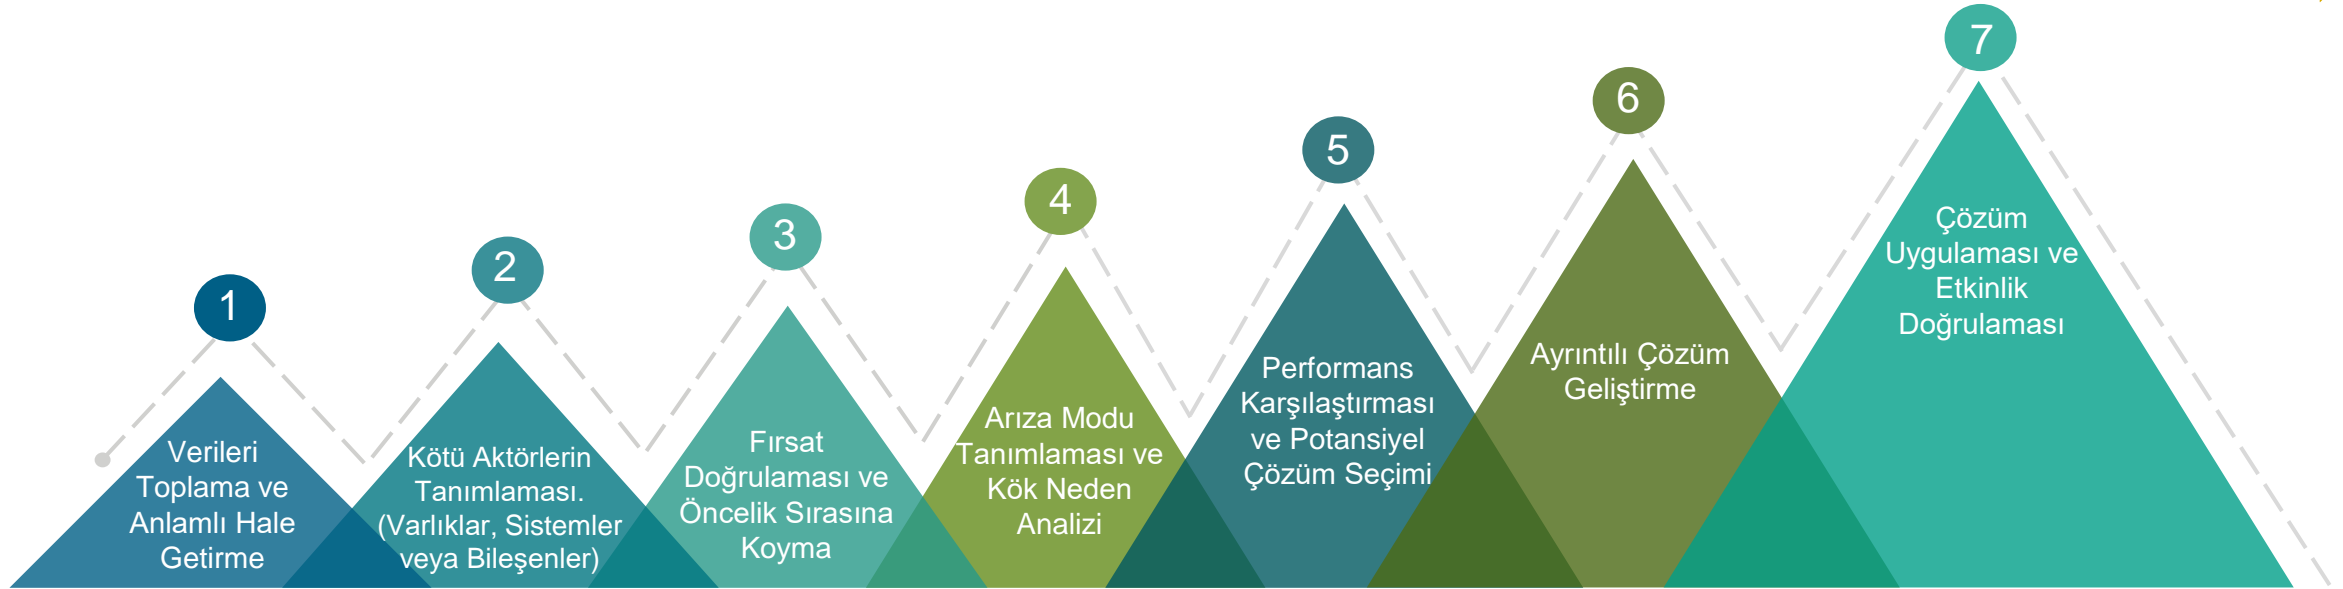 1
Verileri
Toplama ve
Anlamlı Hale
Getirme
2
Kötü Aktörlerin
Tanımlaması.
(Varlıklar, Sistemler
veya Bileşenler)
3
Fırsat
Doğrulaması ve
Öncelik Sırasına
Koyma
4
Arıza Modu
Tanımlaması ve
Kök Neden
Analizi
5
Performans
Karşılaştırması
ve Potansiyel
Çözüm Seçimi
6
Ayrıntılı Çözüm
Geliştirme
7
Çözüm
Uygulaması ve
Etkinlik
Doğrulaması